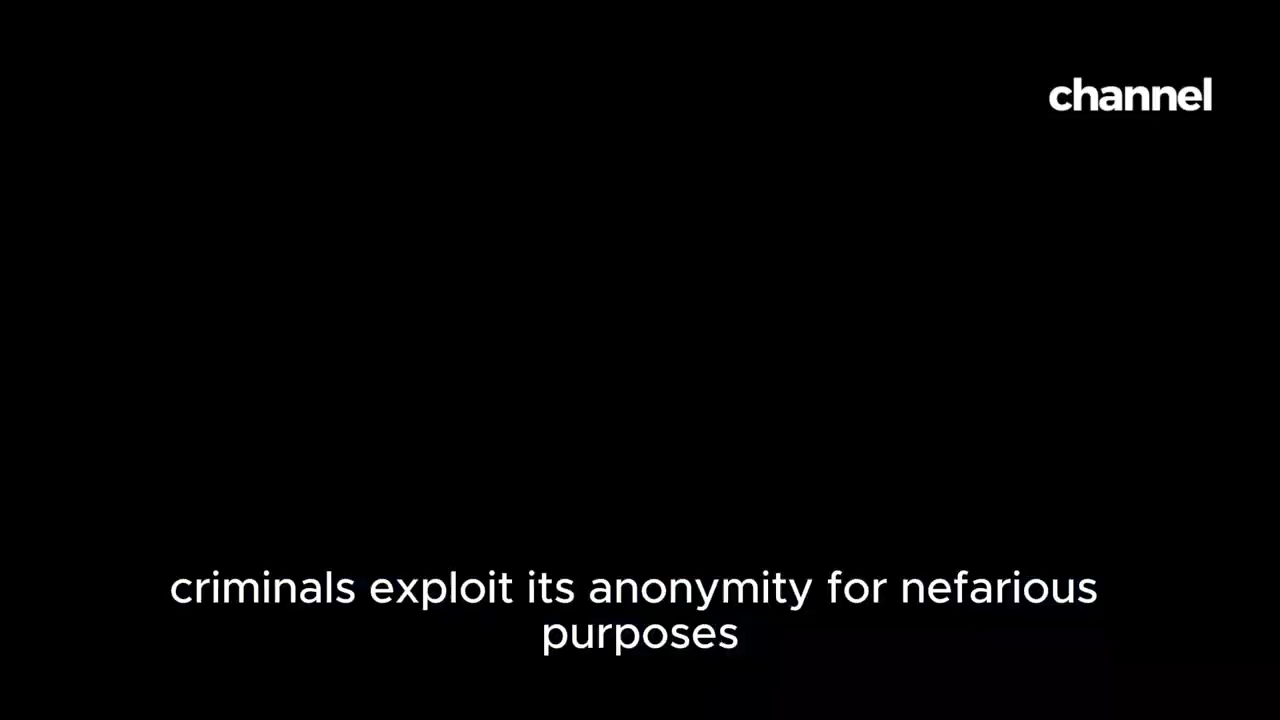 channel
criminals exploit its anonymity for nefarious
purposes